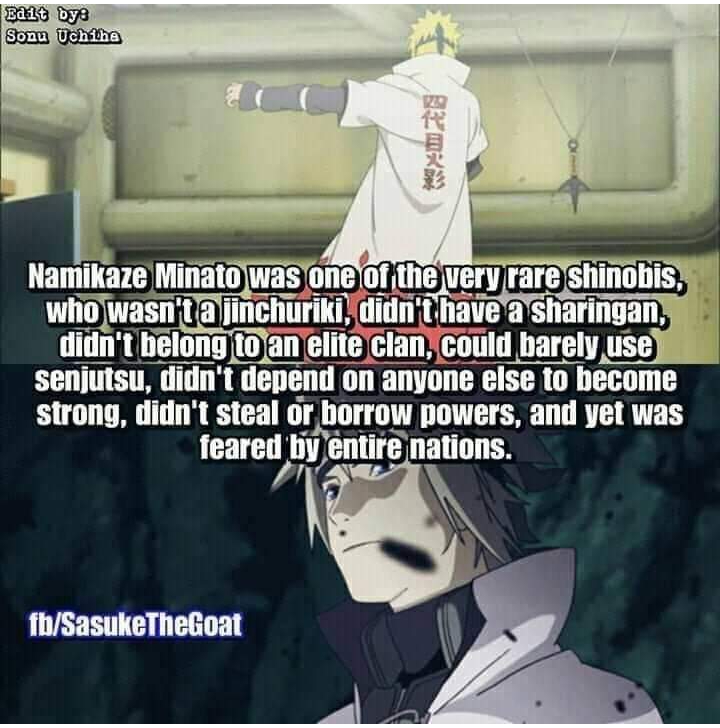 Edit by:
Sonu Uchiha
四代目火影
Namikaze Minato was one of the very rare shinobis,
who wasn't a jinchuriki, didn't have a sharingan,
didn't belong to an elite clan, could barely use
senjutsu, didn't depend on anyone else to become
strong, didn't steal or borrow powers, and yet was
feared by entire nations.
fb/SasukeTheGoat